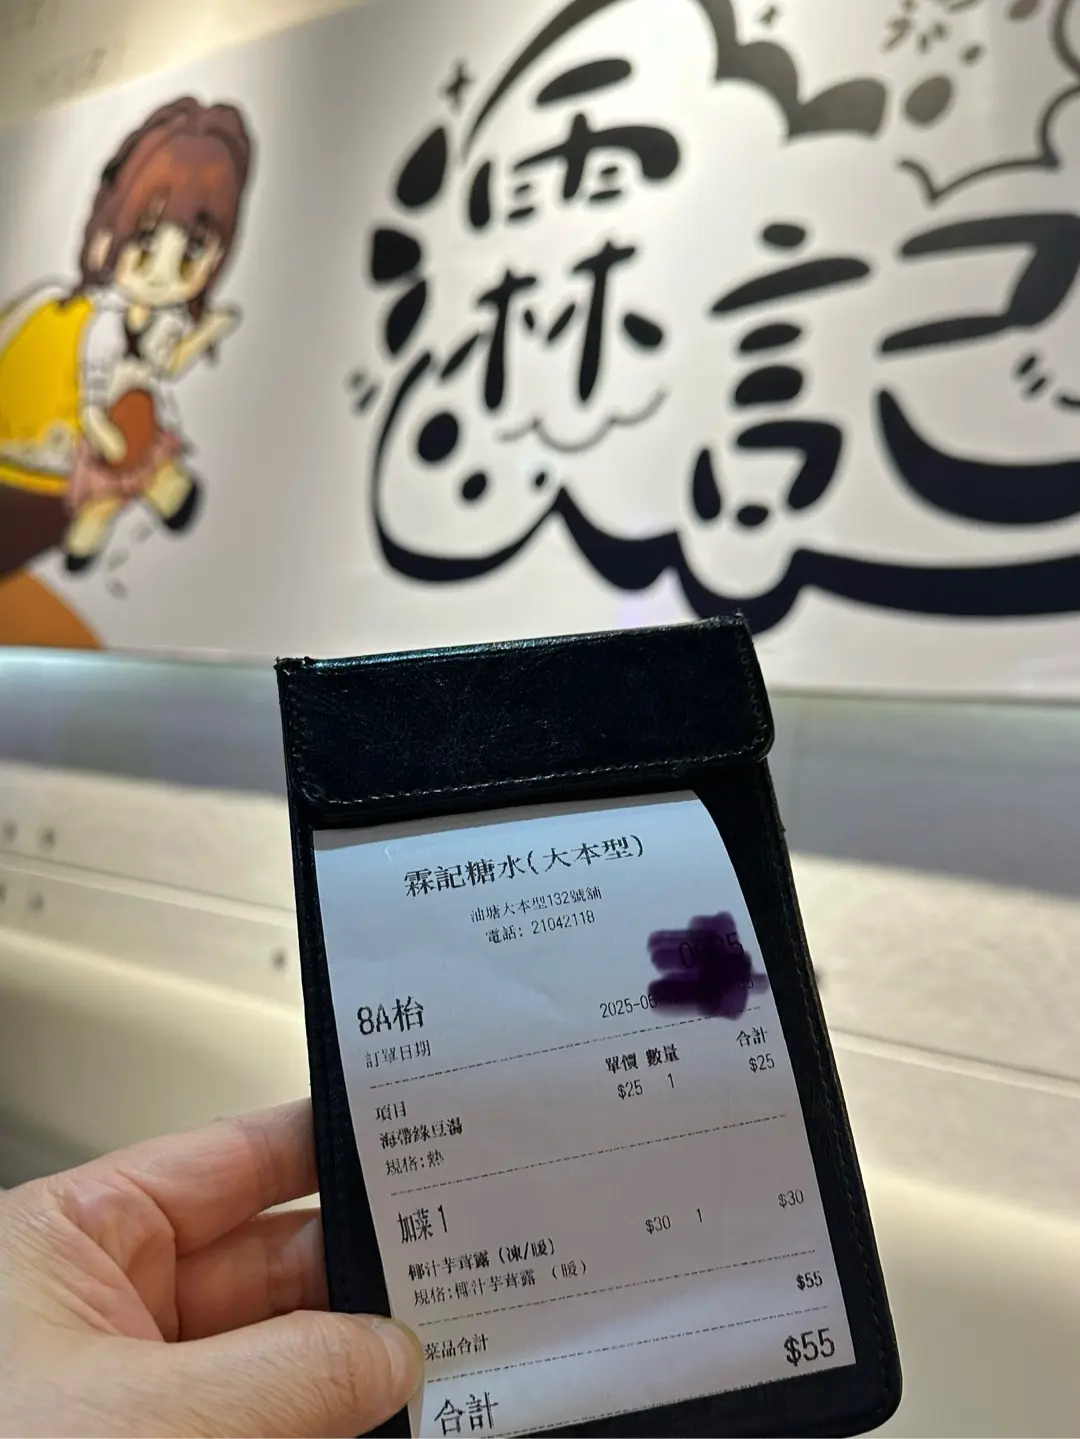 霖記
霖記糖水(大本型)
油塘大本型132號舖
電話: 21042118
8A枱
訂單日期 2025-06
項目 單價 數量 合計
海帶綠豆湯 $25 1 $25
規格:熱
加菜1
椰汁芋茸露 (凍/暖) $30 1 $30
規格:椰汁芋茸露 (暖)
菜品合計 $55
合計 $55